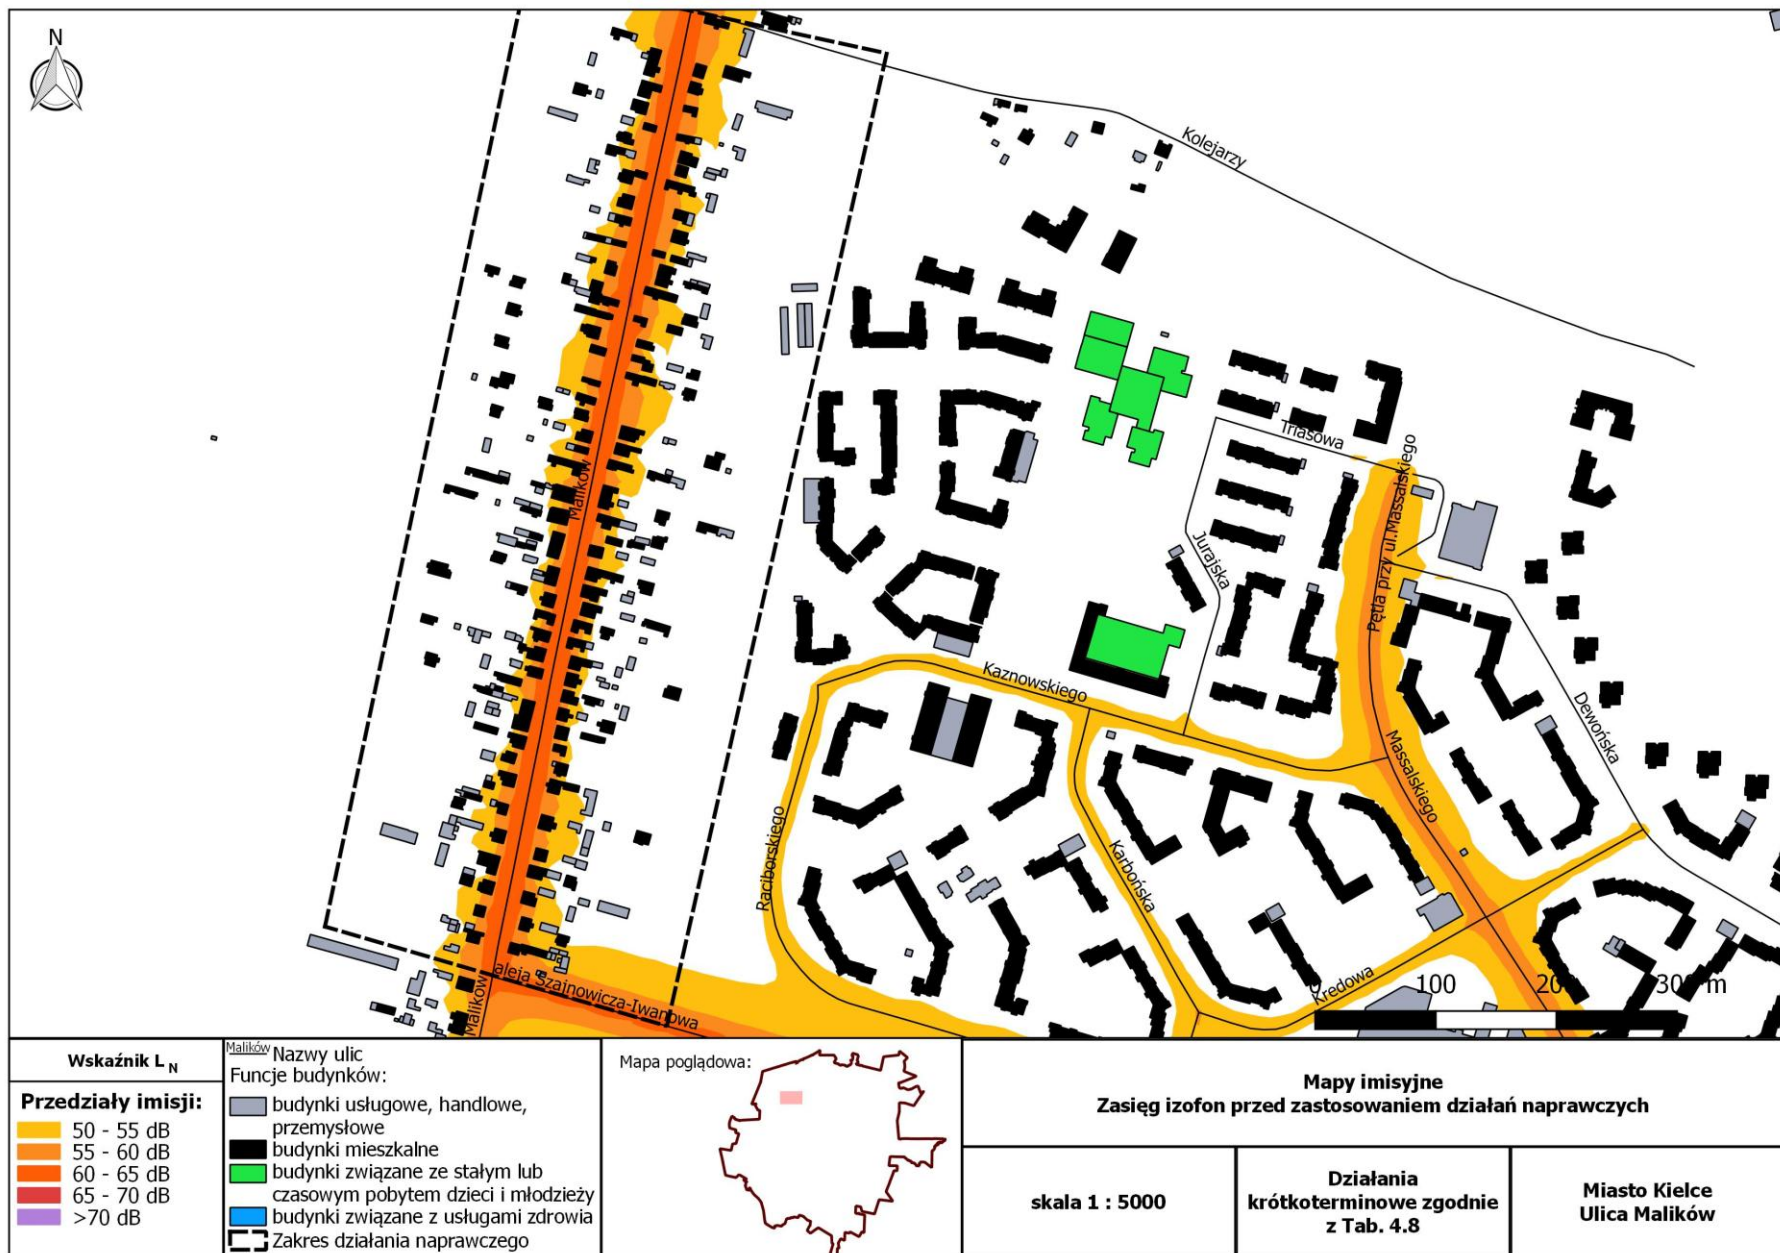 N
Kolejarzy
Malików
Triasowa
Pętla przy ul.Massalskiego
Jurajska
Kaznowskiego
Dewońska
Massalskiego
Raciborskiego
Karbońska
Kredowa
aleja Szajnowicza-Iwanowa
Malików
0 100 200 300 m
Wskaźnik L N
Przedziały imisji:
50 - 55 dB
55 - 60 dB
60 - 65 dB
65 - 70 dB
>70 dB
Malików Nazwy ulic
Funcje budynków:
budynki usługowe, handlowe,
przemysłowe
budynki mieszkalne
budynki związane ze stałym lub
czasowym pobytem dzieci i młodzieży
budynki związane z usługami zdrowia
Zakres działania naprawczego
Mapa poglądowa:
Mapy imisyjne
Zasięg izofon przed zastosowaniem działań naprawczych
skala 1 : 5000
Działania
krótkoterminowe zgodnie
z Tab. 4.8
Miasto Kielce
Ulica Malików